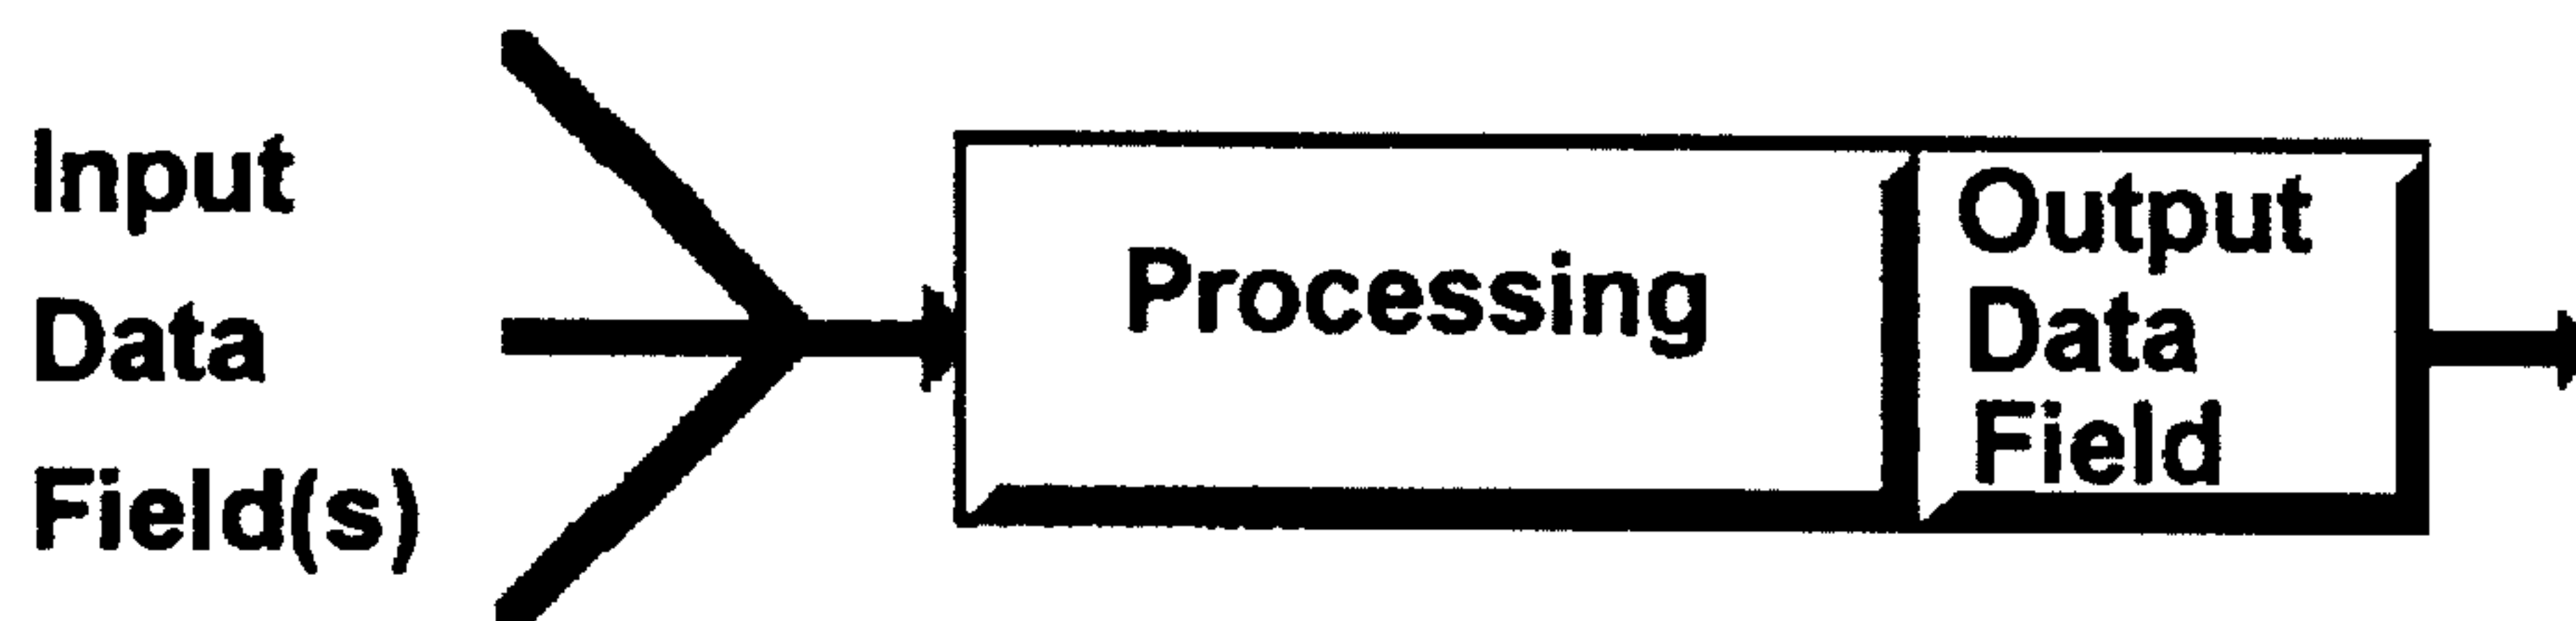 Input
Data
Field(s)
Processing
Output
Data
Field